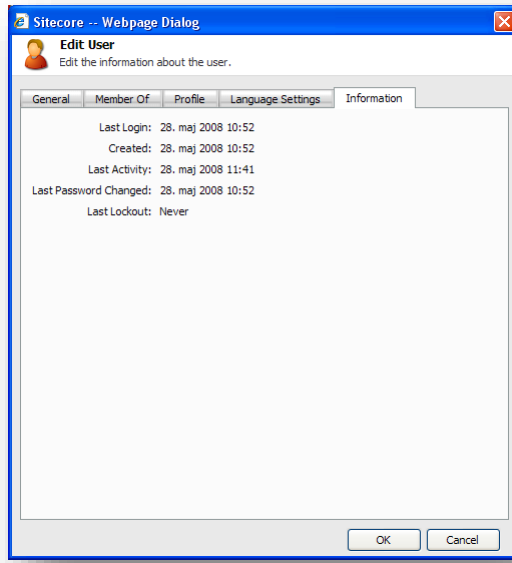 Sitecore -- Webpage Dialog
Edit User
Edit the information about the user.
General Member Of Profile Language Settings Information
Last Login: 28. maj 2008 10:52
Created: 28. maj 2008 10:52
Last Activity: 28. maj 2008 11:41
Last Password Changed: 28. maj 2008 10:52
Last Lockout: Never
OK Cancel